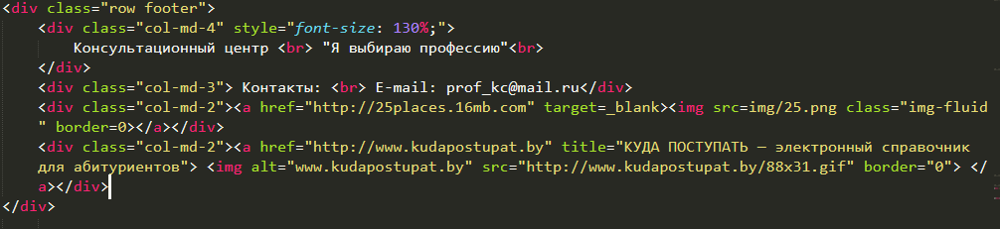 <div class="row footer">
<div class="col-md-4" style="font-size: 130%;">
Консультационный центр <br> "Я выбираю профессию"<br>
</div>
<div class="col-md-3"> Контакты: <br> E-mail: prof_kc@mail.ru</div>
<div class="col-md-2"><a href="http://25places.16mb.com" target=_blank><img src=img/25.png class="img-fluid
" border=0></a></div>
<div class="col-md-2"><a href="http://www.kudapostupat.by" title="КУДА ПОСТУПАТЬ — электронный справочник
для абитуриентов"> <img alt="www.kudapostupat.by" src="http://www.kudapostupat.by/88x31.gif" border="0"> </
a></div>
</div>